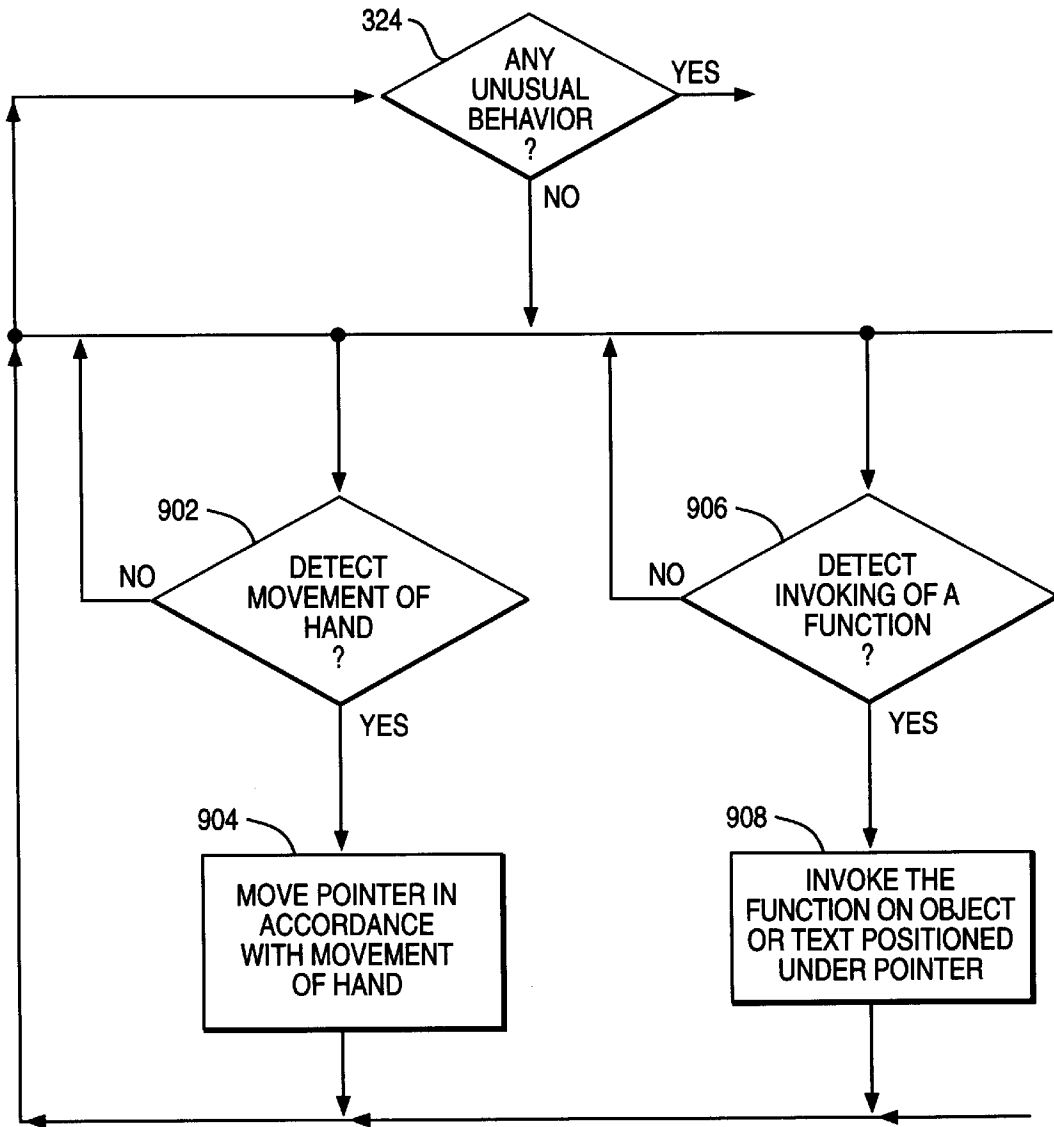 324
ANY
UNUSUAL
BEHAVIOR
?
YES
NO
902
NO
DETECT
MOVEMENT OF
HAND
?
YES
906
NO
DETECT
INVOKING OF A
FUNCTION
?
YES
904
MOVE POINTER IN
ACCORDANCE
WITH MOVEMENT
OF HAND
908
INVOKE THE
FUNCTION ON OBJECT
OR TEXT POSITIONED
UNDER POINTER